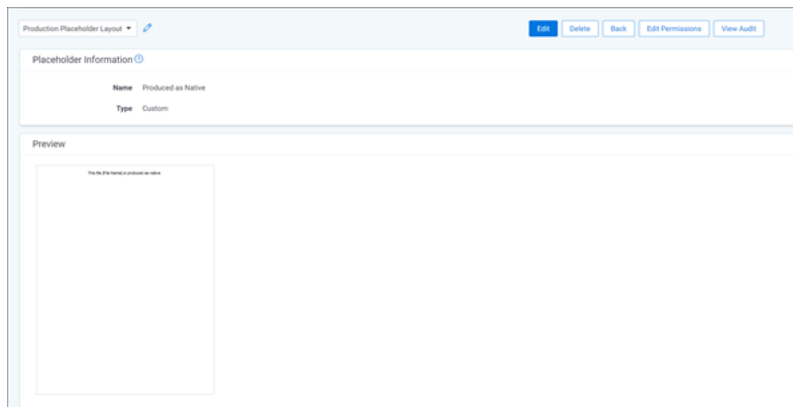 Production Placeholder Layout
Edit Delete Back Edit Permissions View Audit
Placeholder Information
Name Produced as Native
Type Custom
Preview
This file [File Name] is produced as native